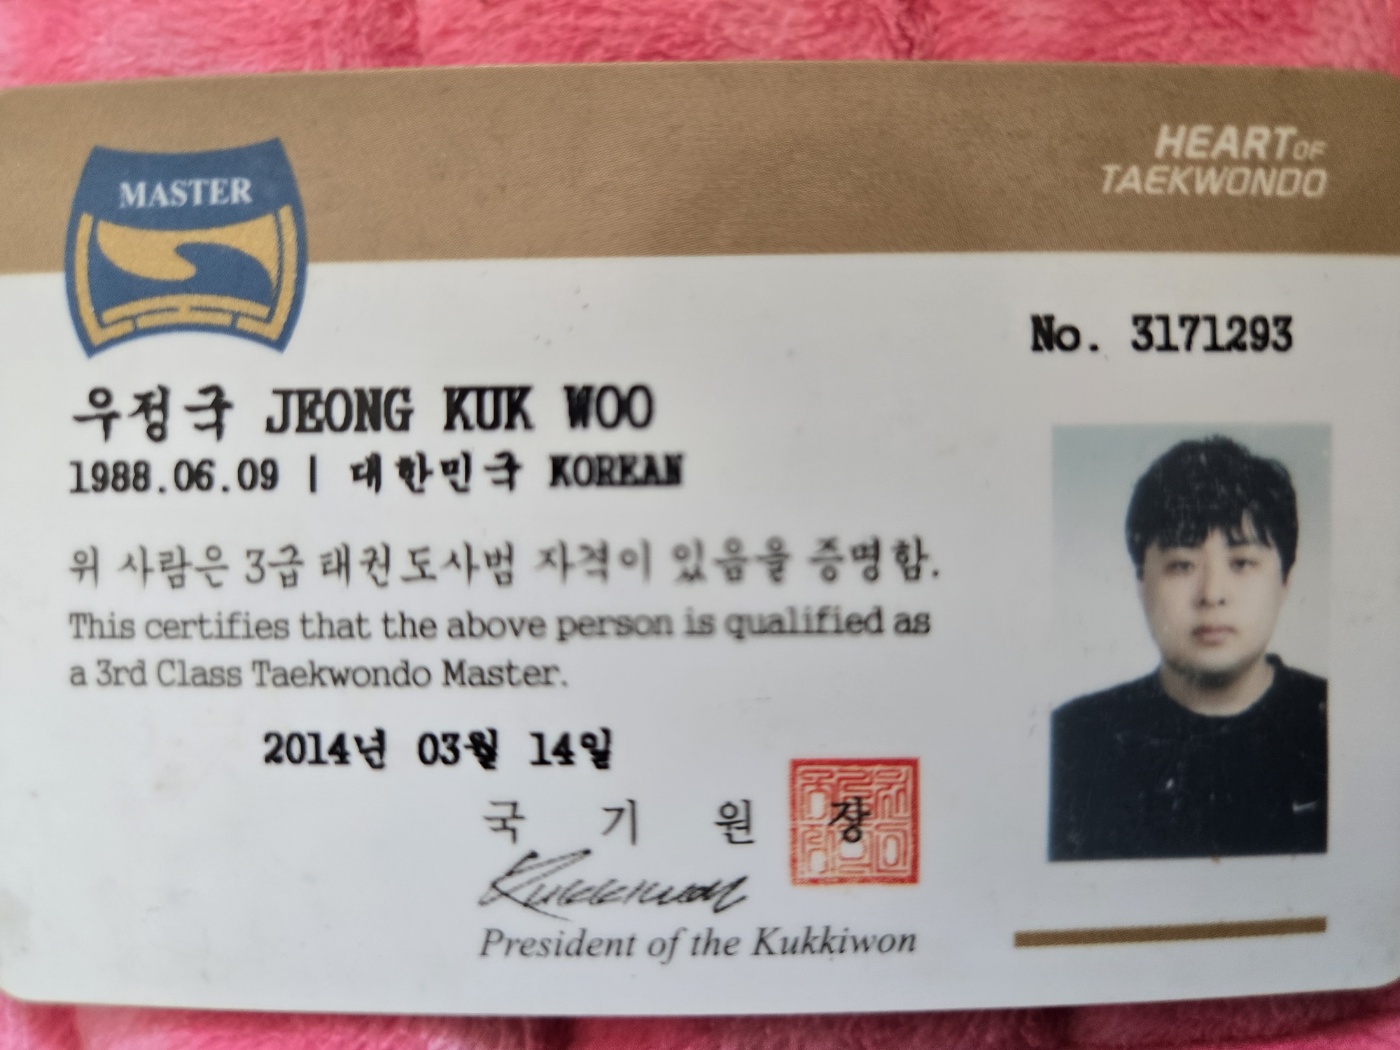 MASTER
HEART OF
TAEKWONDO
No. 3171293
우정국 JEONG KUK WOO
1988.06.09 | 대한민국 KOREAN
위 사람은 3급 태권도사범 자격이 있음을 증명함.
This certifies that the above person is qualified as
a 3rd Class Taekwondo Master.
2014년 03월 14일
국 기 원 장
Kukkiwon
President of the Kukkiwon